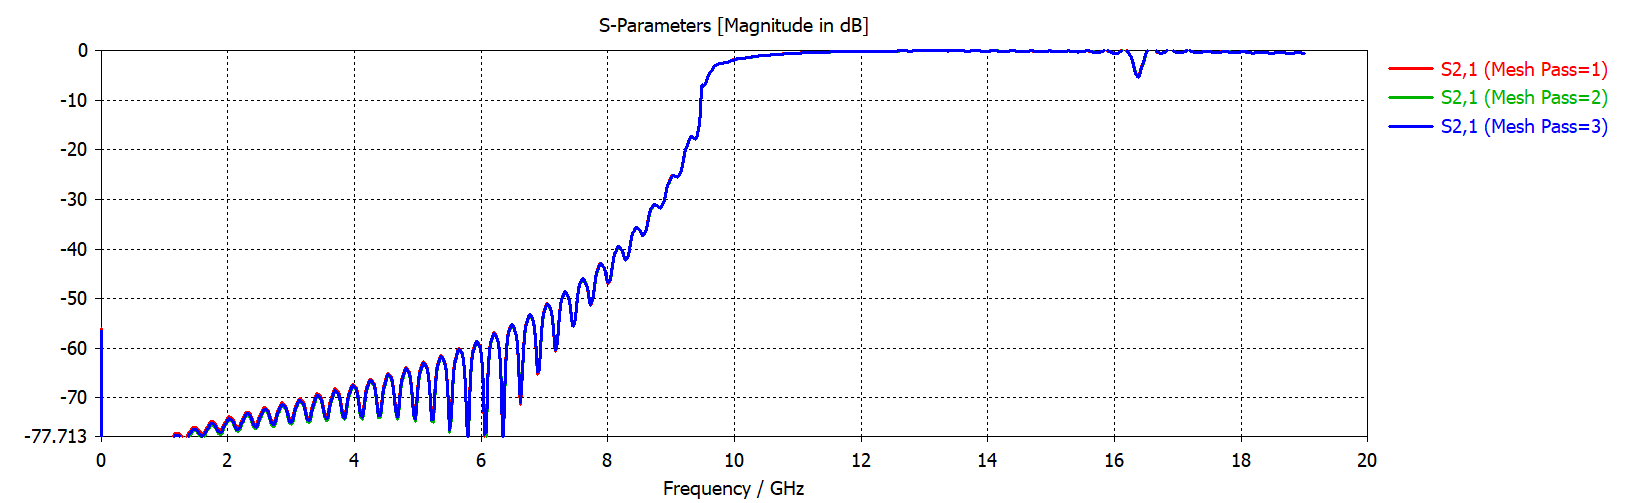 S-Parameters [Magnitude in dB]
0
-10
-20
-30
-40
-50
-60
-70
-77.713
0 2 4 6 8 10 12 14 16 18 20
Frequency / GHz
S2,1 (Mesh Pass=1)
S2,1 (Mesh Pass=2)
S2,1 (Mesh Pass=3)